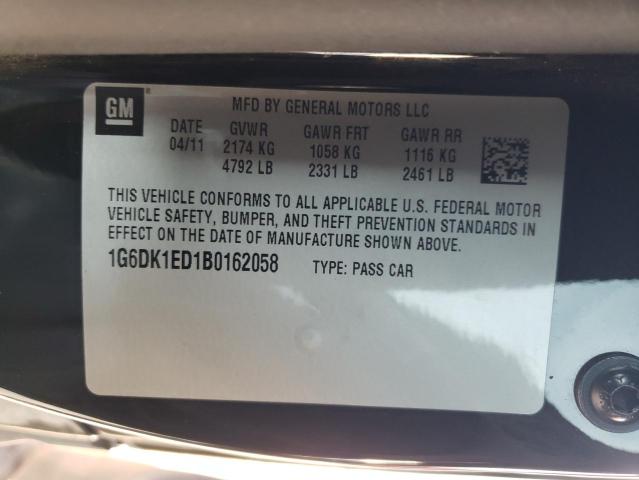 GM
MFD BY GENERAL MOTORS LLC
DATE GVWR GAWR FRT GAWR RR
04/11 2174 KG 1058 KG 1116 KG
4792 LB 2331 LB 2461 LB
THIS VEHICLE CONFORMS TO ALL APPLICABLE U.S. FEDERAL MOTOR
VEHICLE SAFETY, BUMPER, AND THEFT PREVENTION STANDARDS IN
EFFECT ON THE DATE OF MANUFACTURE SHOWN ABOVE.
1G6DK1ED1B0162058 TYPE: PASS CAR